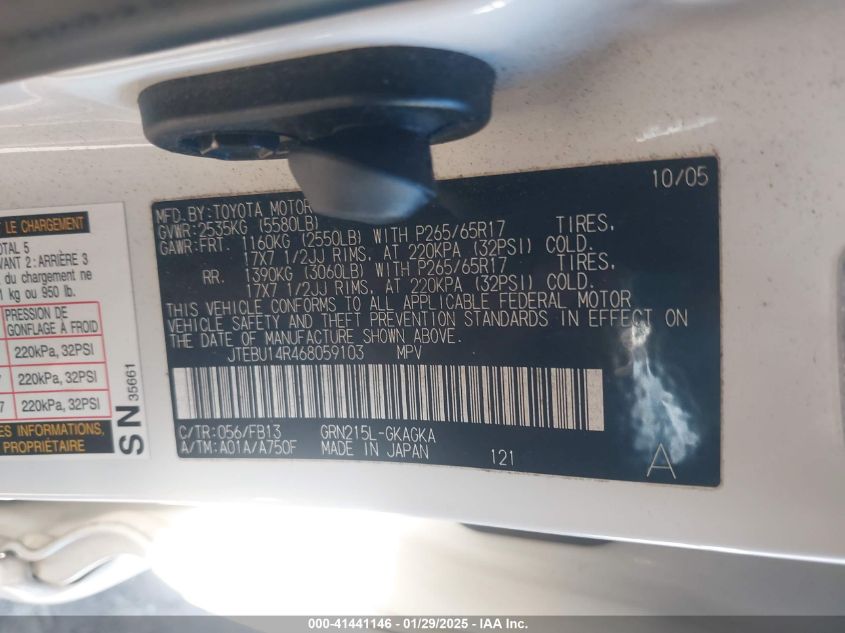 10/05
MFD.BY:TOYOTA MOTOR
GVWR:2535KG (5580LB)
GAWR:FRT. 1160KG (2550LB) WITH P265/65R17 TIRES,
17X7 1/2JJ RIMS, AT 220KPA (32PSI) COLD.
RR. 1390KG (3060LB) WITH P265/65R17 TIRES,
17X7 1/2JJ RIMS, AT 220KPA (32PSI) COLD.
THIS VEHICLE CONFORMS TO ALL APPLICABLE FEDERAL MOTOR
VEHICLE SAFETY AND THEFT PREVENTION STANDARDS IN EFFECT ON
THE DATE OF MANUFACTURE SHOWN ABOVE.
JTEBU14R468059103 MPV
C/TR:056/FB13 GRN215L-GKAGKA
A/TM:A01A/A750F MADE IN JAPAN 121
A
T LE CHARGEMENT
OTAL 5
VANT 2: ARRIÈRE 3
du chargement ne
1 kg ou 950 lb.
PRESSION DE
GONFLAGE À FROID
220kPa, 32PSI
220kPa, 32PSI
7 220kPa, 32PSI
ES INFORMATIONS,
PROPRIÉTAIRE
SN 35661
000-41441146 - 01/29/2025 - IAA Inc.